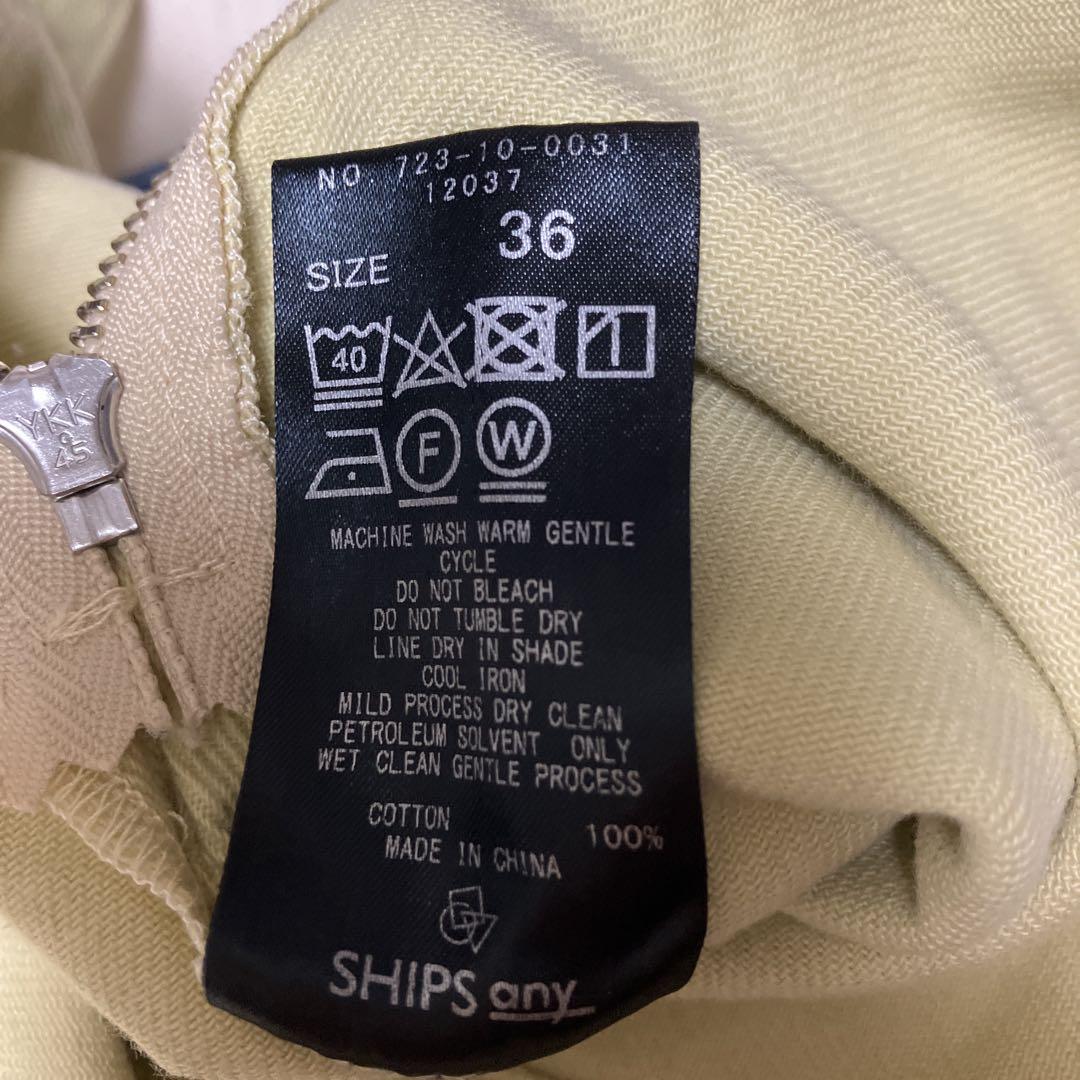 NO 723-10-0031
12037
SIZE 36
40
F W
MACHINE WASH WARM GENTLE
CYCLE
DO NOT BLEACH
DO NOT TUMBLE DRY
LINE DRY IN SHADE
COOL IRON
MILD PROCESS DRY CLEAN
PETROLEUM SOLVENT ONLY
WET CLEAN GENTLE PROCESS
COTTON 100%
MADE IN CHINA
SHIPS any
YKK
45